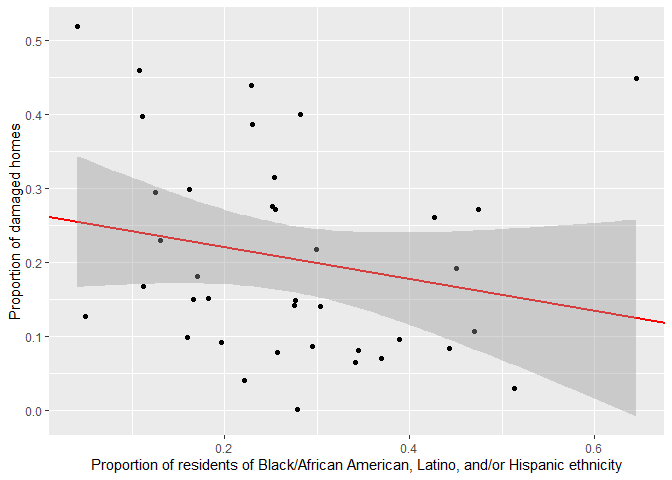 0.5
0.4
0.3
0.2
0.1
0.0
Proportion of damaged homes
0.2 0.4 0.6
Proportion of residents of Black/African American, Latino, and/or Hispanic ethnicity